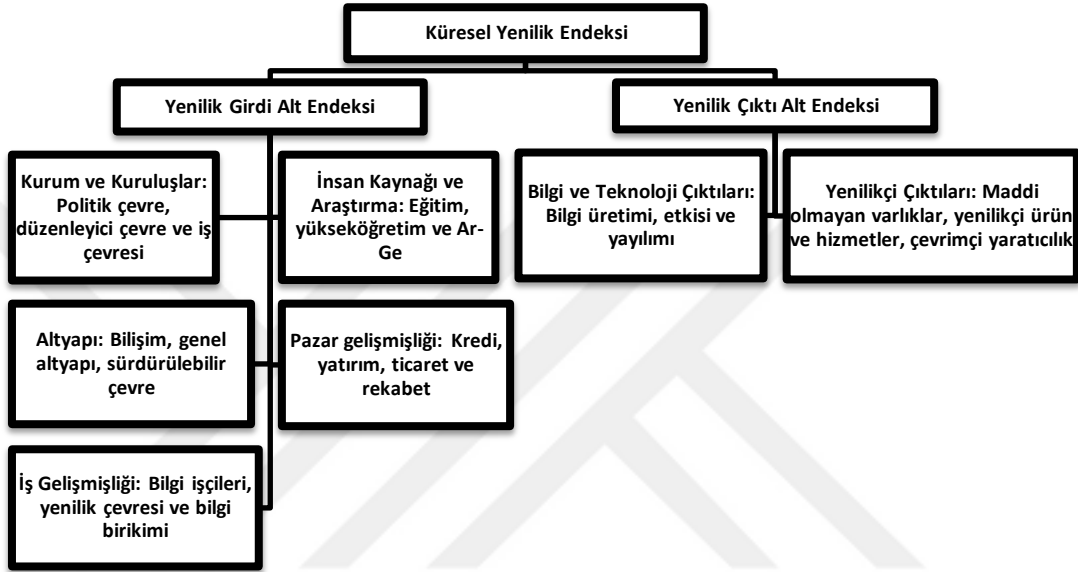 Küresel Yenilik Endeksi
Yenilik Girdi Alt Endeksi
Yenilik Çıktı Alt Endeksi
Kurum ve Kuruluşlar:
Politik çevre,
düzenleyici çevre ve iş
çevresi
İnsan Kaynağı ve
Araştırma: Eğitim,
yükseköğretim ve Ar-
Ge
Bilgi ve Teknoloji Çıktıları:
Bilgi üretimi, etkisi ve
yayılımı
Yenilikçi Çıktıları: Maddi
olmayan varlıklar, yenilikçi ürün
ve hizmetler, çevrimçi yaratıcılık
Altyapı: Bilişim, genel
altyapı, sürdürülebilir
çevre
Pazar gelişmişliği: Kredi,
yatırım, ticaret ve
rekabet
İş Gelişmişliği: Bilgi işçileri,
yenilik çevresi ve bilgi
birikimi